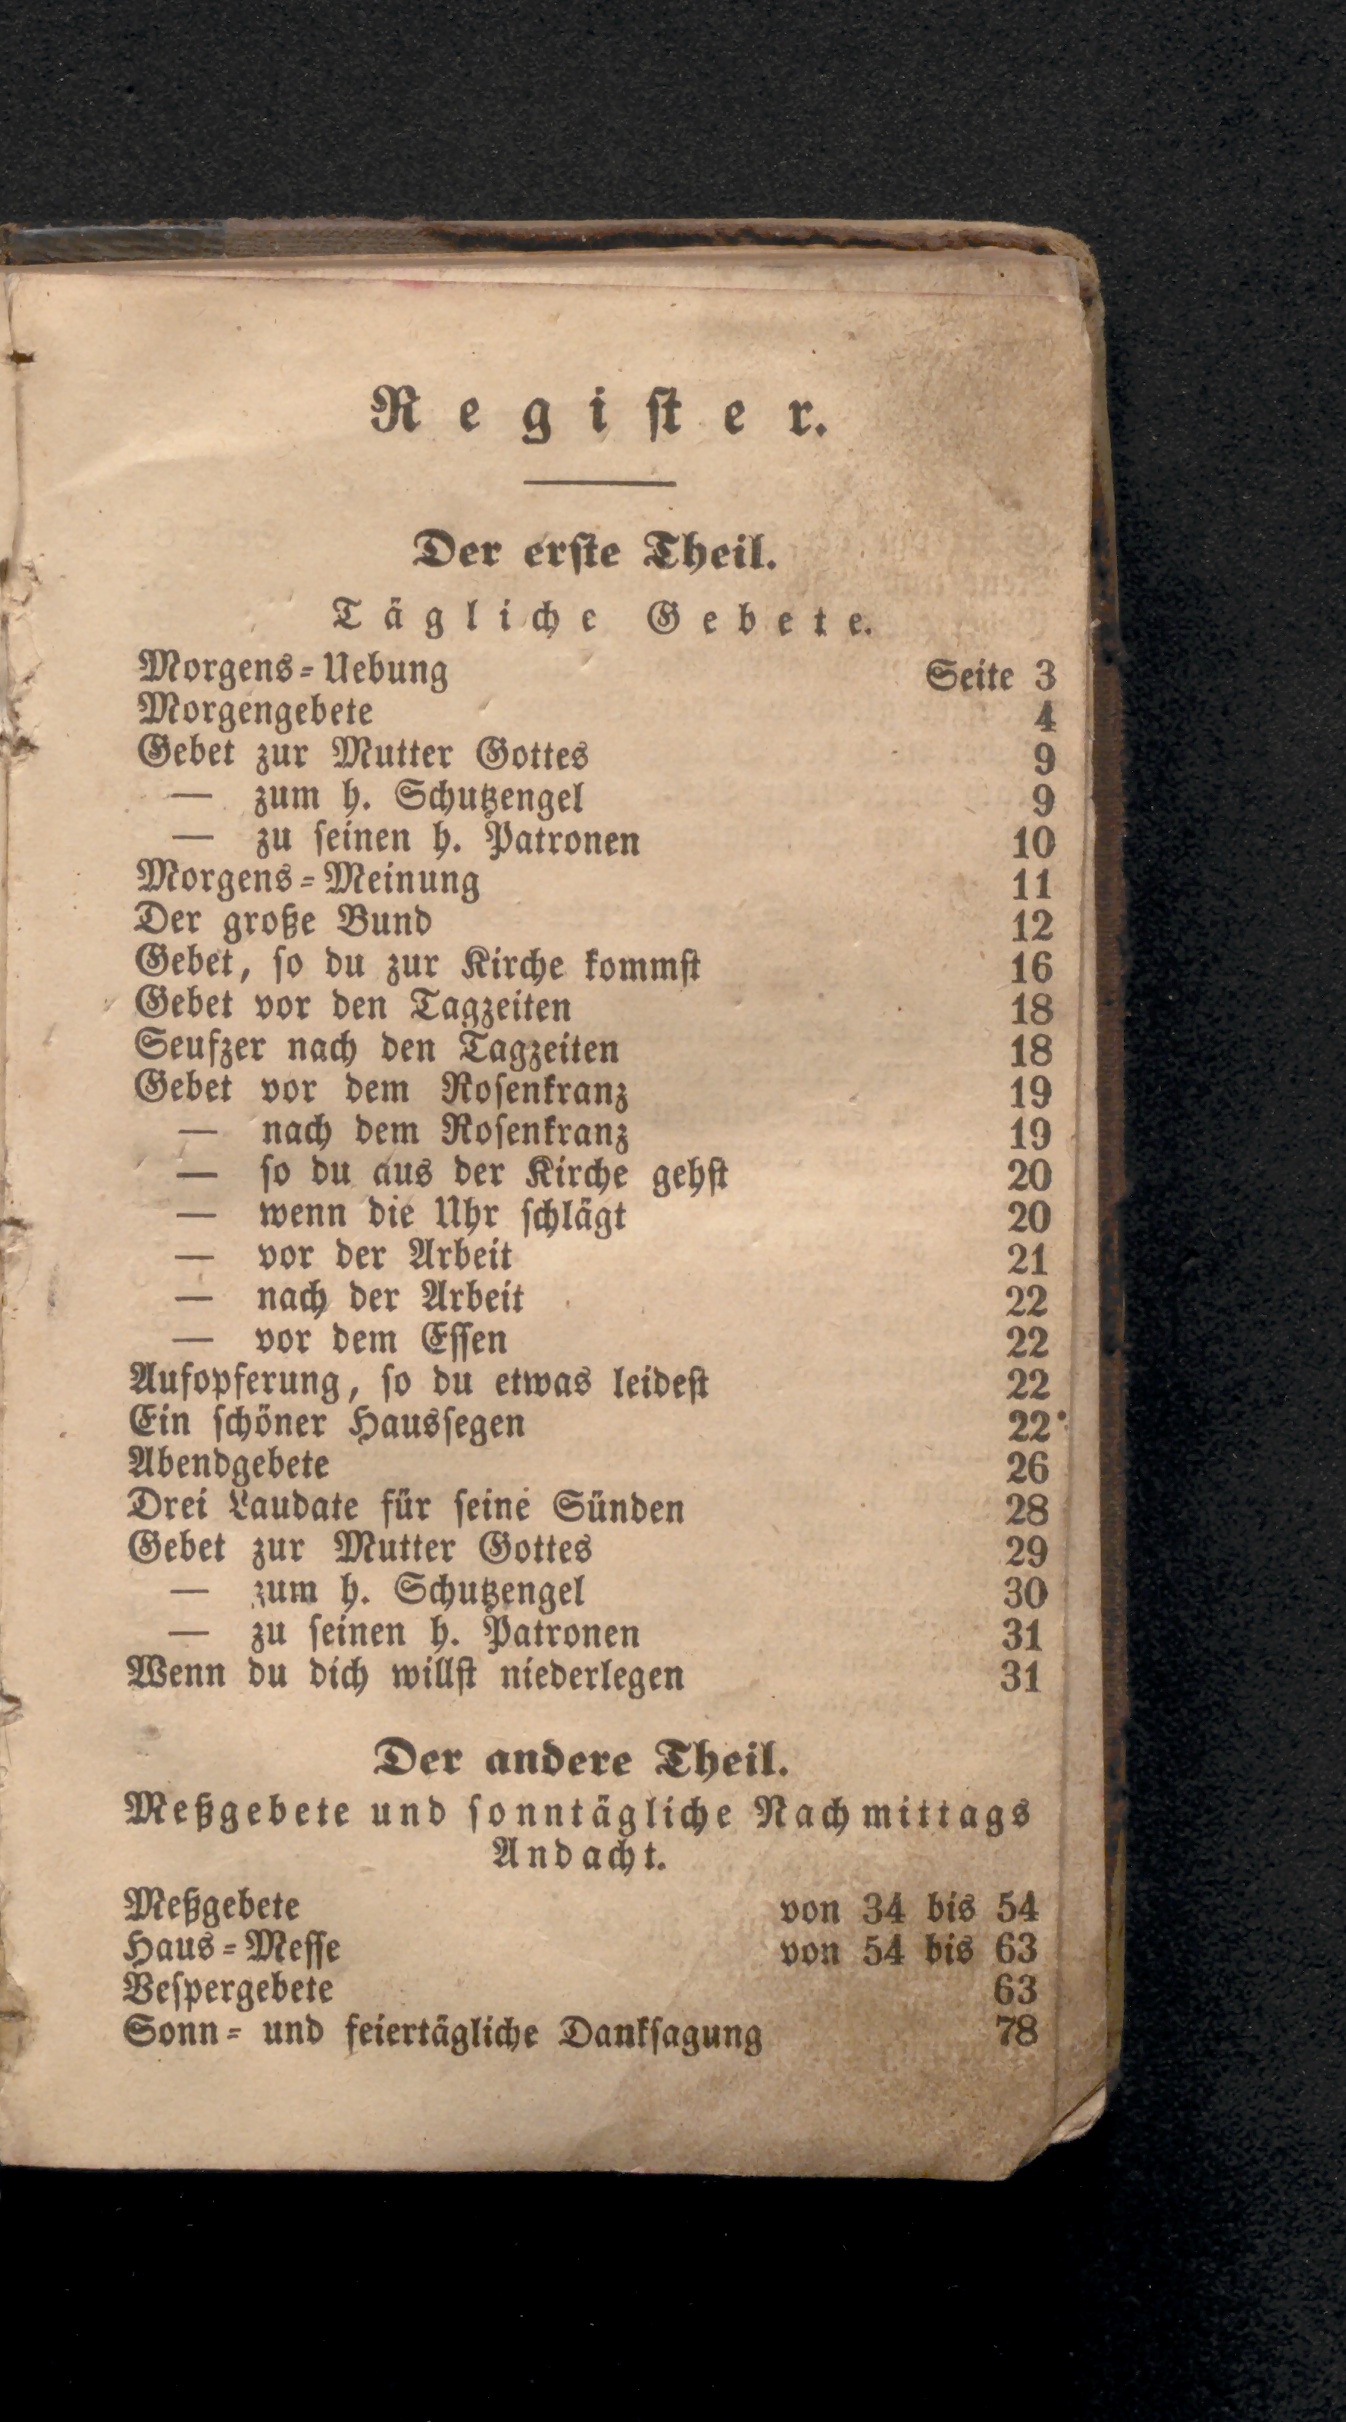 Regiſter.
Der erſte Theil.
Tägliche Gebete.
Morgens-Uebung Seite 3
Morgengebete 4
Gebet zur Mutter Gottes 9
— zum h. Schutzengel 9
— zu ſeinen h. Patronen 10
Morgens-Meinung 11
Der große Bund 12
Gebet, ſo du zur Kirche kommſt 16
Gebet vor den Tagzeiten 18
Seufzer nach den Tagzeiten 18
Gebet vor dem Roſenkranz 19
— nach dem Roſenkranz 19
— ſo du aus der Kirche gehſt 20
— wenn die Uhr ſchlägt 20
— vor der Arbeit 21
— nach der Arbeit 22
— vor dem Eſſen 22
Aufopferung, ſo du etwas leideſt 22
Ein ſchöner Hausſegen 22
Abendgebete 26
Drei Laudate für ſeine Sünden 28
Gebet zur Mutter Gottes 29
— zum h. Schutzengel 30
— zu ſeinen h. Patronen 31
Wenn du dich willſt niederlegen 31
Der andere Theil.
Meßgebete und ſonntägliche Nachmittags
Andacht.
Meßgebete von 34 bis 54
Haus-Meſſe von 54 bis 63
Veſpergebete 63
Sonn- und feiertägliche Dankſagung 78